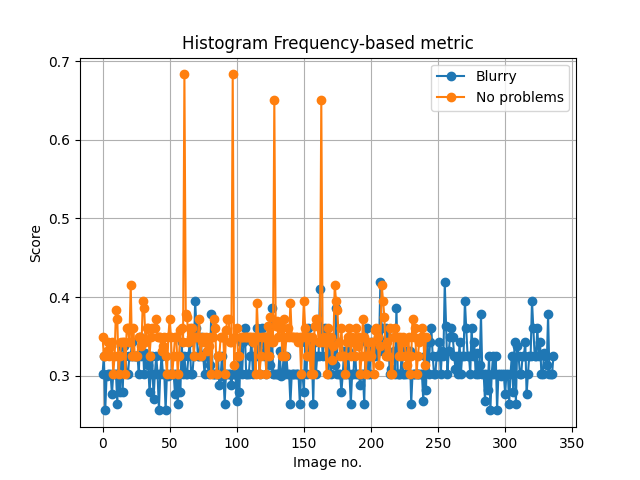 Histogram Frequency-based metric
0.7
0.6
0.5
0.4
0.3
Score
Blurry
No problems
0 50 100 150 200 250 300 350
Image no.